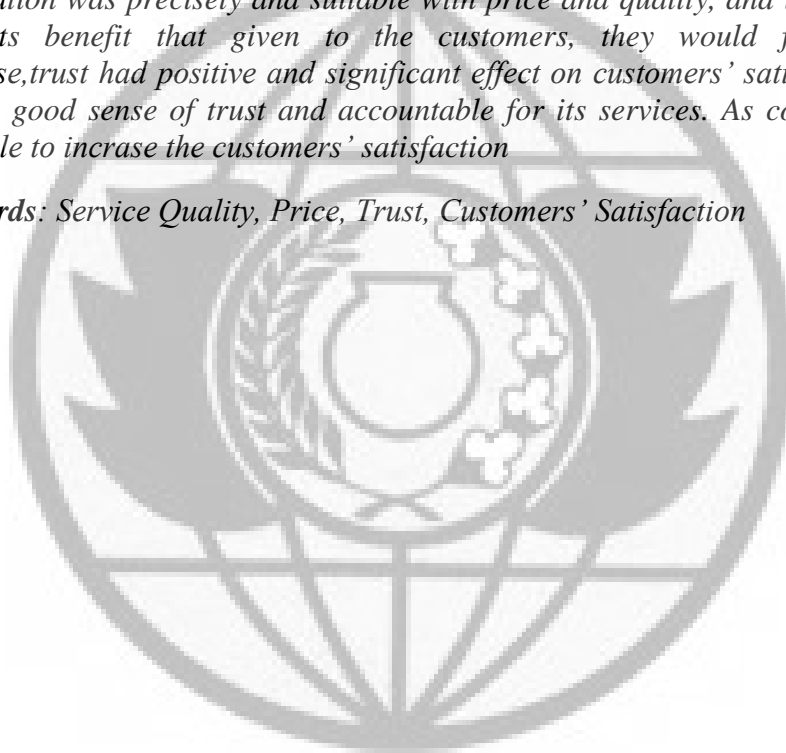 ution was precisely and suitable with price and quality, and
ts benefit that given to the customers, they would f
se,trust had positive and significant effect on customers’ sati
good sense of trust and accountable for its services. As co
le to incrase the customers’ satisfaction
rds: Service Quality, Price, Trust, Customers’ Satisfaction